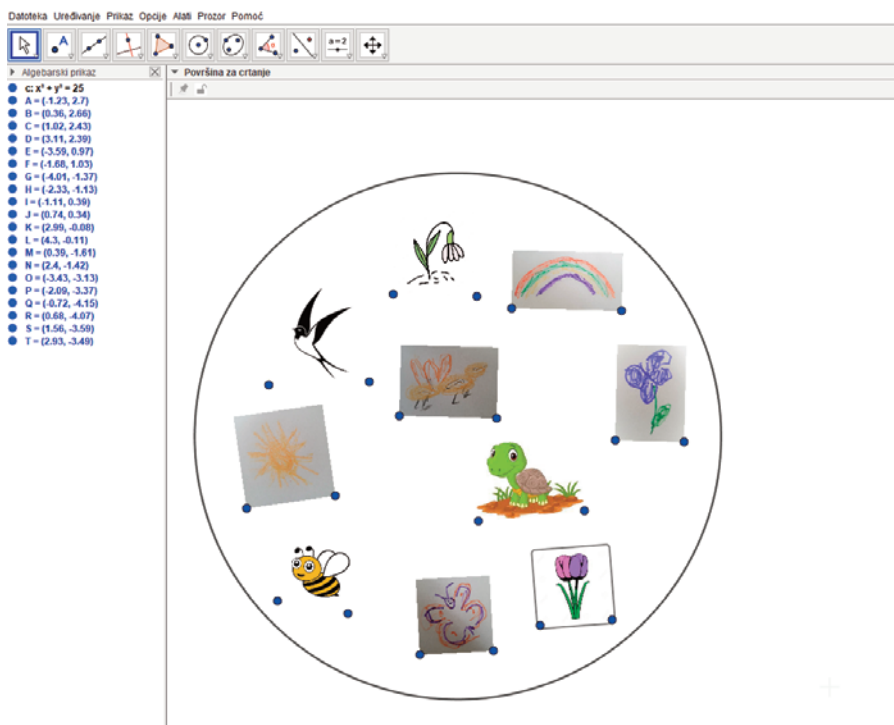 Datoteka Uređivanje Prikaz Opcije Alati Prozor Pomoć
A
a=2
Algebarski prikaz
Površina za crtanje
c: x² + y² = 25
A = (-1.23, 2.7)
B = (0.36, 2.66)
C = (1.02, 2.43)
D = (3.11, 2.39)
E = (-3.59, 0.97)
F = (-1.68, 1.03)
G = (-4.01, -1.37)
H = (-2.33, -1.13)
I = (-1.11, 0.39)
J = (0.74, 0.34)
K = (2.99, -0.08)
L = (4.3, -0.11)
M = (0.39, -1.61)
N = (2.4, -1.42)
O = (-3.43, -3.13)
P = (-2.09, -3.37)
Q = (-0.72, -4.15)
R = (0.68, -4.07)
S = (1.56, -3.59)
T = (2.93, -3.49)